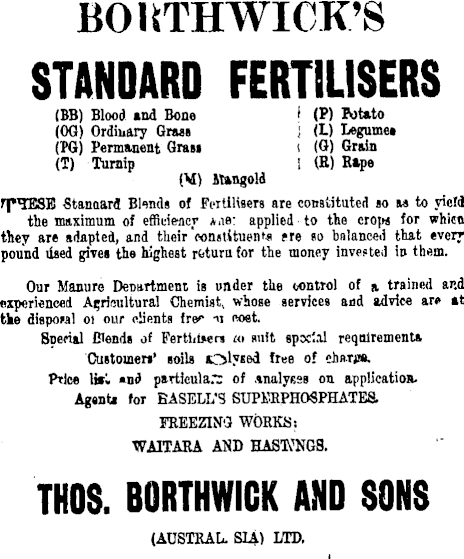 BORTHWICK'S
STANDARD FERTILISERS
(BB) Blood and Bone (P) Potato
(OG) Ordinary Grass (L) Legumes
(PG) Permanent Grass (G) Grain
(T) Turnip (R) Rape
(M) Mangold
THESE Standard Blends of Fertilisers are constituted so as to yield
the maximum of efficiency when applied to the crops for which
they are adapted, and their constituents are so balanced that every
pound used gives the highest return for the money invested in them.
Our Manure Department is under the control of a trained and
experienced Agricultural Chemist, whose services and advice are at
the disposal of our clients free of cost.
Special Blends of Fertilisers to suit special requirements
Customers' soils analysed free of charge.
Price list and particulars of analyses on application.
Agents for BASELL'S SUPERPHOSPHATES.
FREEZING WORKS:
WAITARA AND HASTINGS.
THOS. BORTHWICK AND SONS
(AUSTRAL SIA) LTD.